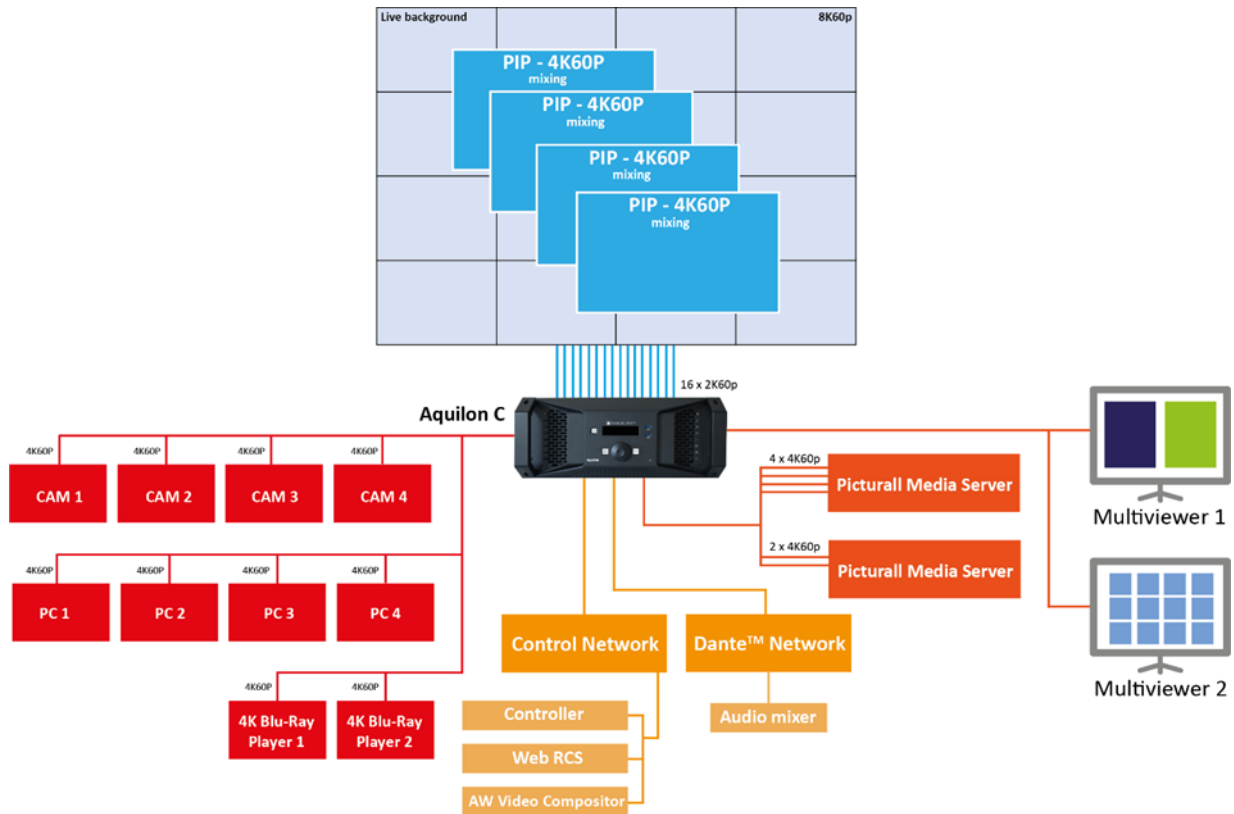 Live background
8K60p
PIP - 4K60P
mixing
PIP - 4K60P
mixing
PIP - 4K60P
mixing
PIP - 4K60P
mixing
16 x 2K60p
Aquilon C
4K60P
4K60P
4K60P
4K60P
CAM 1
CAM 2
CAM 3
CAM 4
4K60P
4K60P
4K60P
4K60P
PC 1
PC 2
PC 3
PC 4
4K60P
4K60P
4K Blu-Ray
Player 1
4K Blu-Ray
Player 2
Control Network
Controller
Web RCS
AW Video Compositor
Dante™ Network
Audio mixer
4 x 4K60p
Picturall Media Server
2 x 4K60p
Picturall Media Server
Multiviewer 1
Multiviewer 2